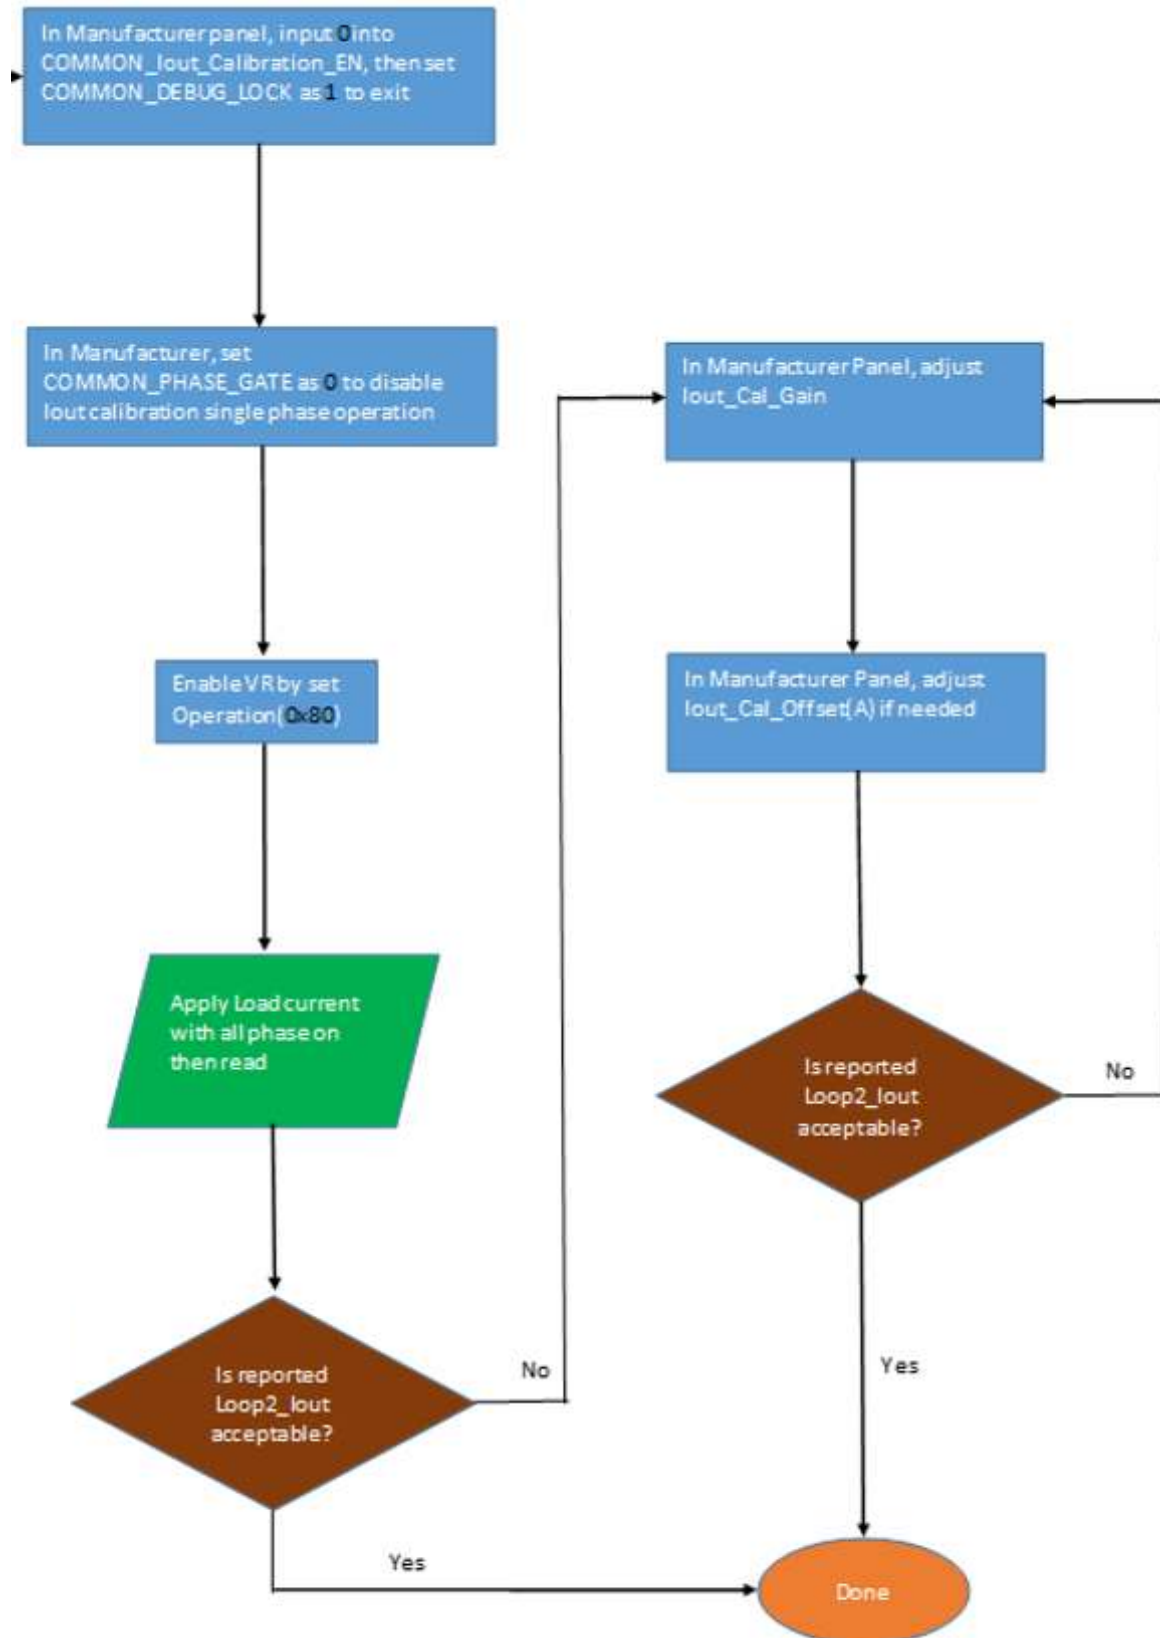 In Manufacturer panel, input 0 into
COMMON_Iout_Calibration_EN, then set
COMMON_DEBUG_LOCK as 1 to exit
In Manufacturer, set
COMMON_PHASE_GATE as 0 to disable
Iout calibration single phase operation
Enable VR by set
Operation(0x80)
Apply Load current
with all phase on
then read
Is reported
Loop2_Iout
acceptable?
No
Yes
In Manufacturer Panel, adjust
Iout_Cal_Gain
In Manufacturer Panel, adjust
Iout_Cal_Offset(A) if needed
Is reported
Loop2_Iout
acceptable?
No
Yes
Done